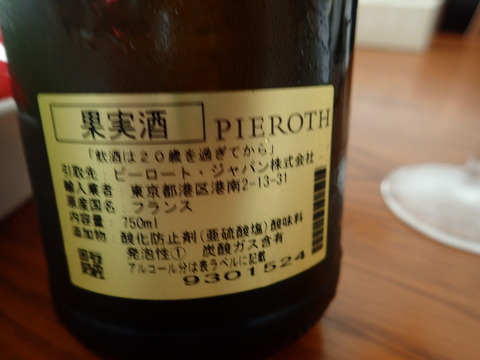 果実酒 PIEROTH
「飲酒は20歳を過ぎてから」
引取先：ピーロート・ジャパン株式会社
輸入業者：東京都港区港南2-13-31
原産国名：フランス
内容量：750ml
添加物：酸化防止剤(亜硫酸塩)酸味料
発泡性① 炭酸ガス含有
アルコール分は表ラベルに記載
9301524